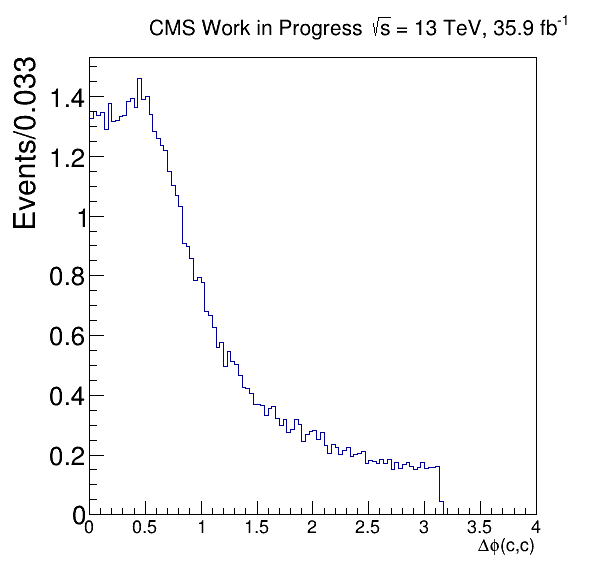 CMS Work in Progress √s = 13 TeV, 35.9 fb⁻¹
Events/0.033
1.4
1.2
1
0.8
0.6
0.4
0.2
0
0 0.5 1 1.5 2 2.5 3 3.5 4
Δϕ(c,c)